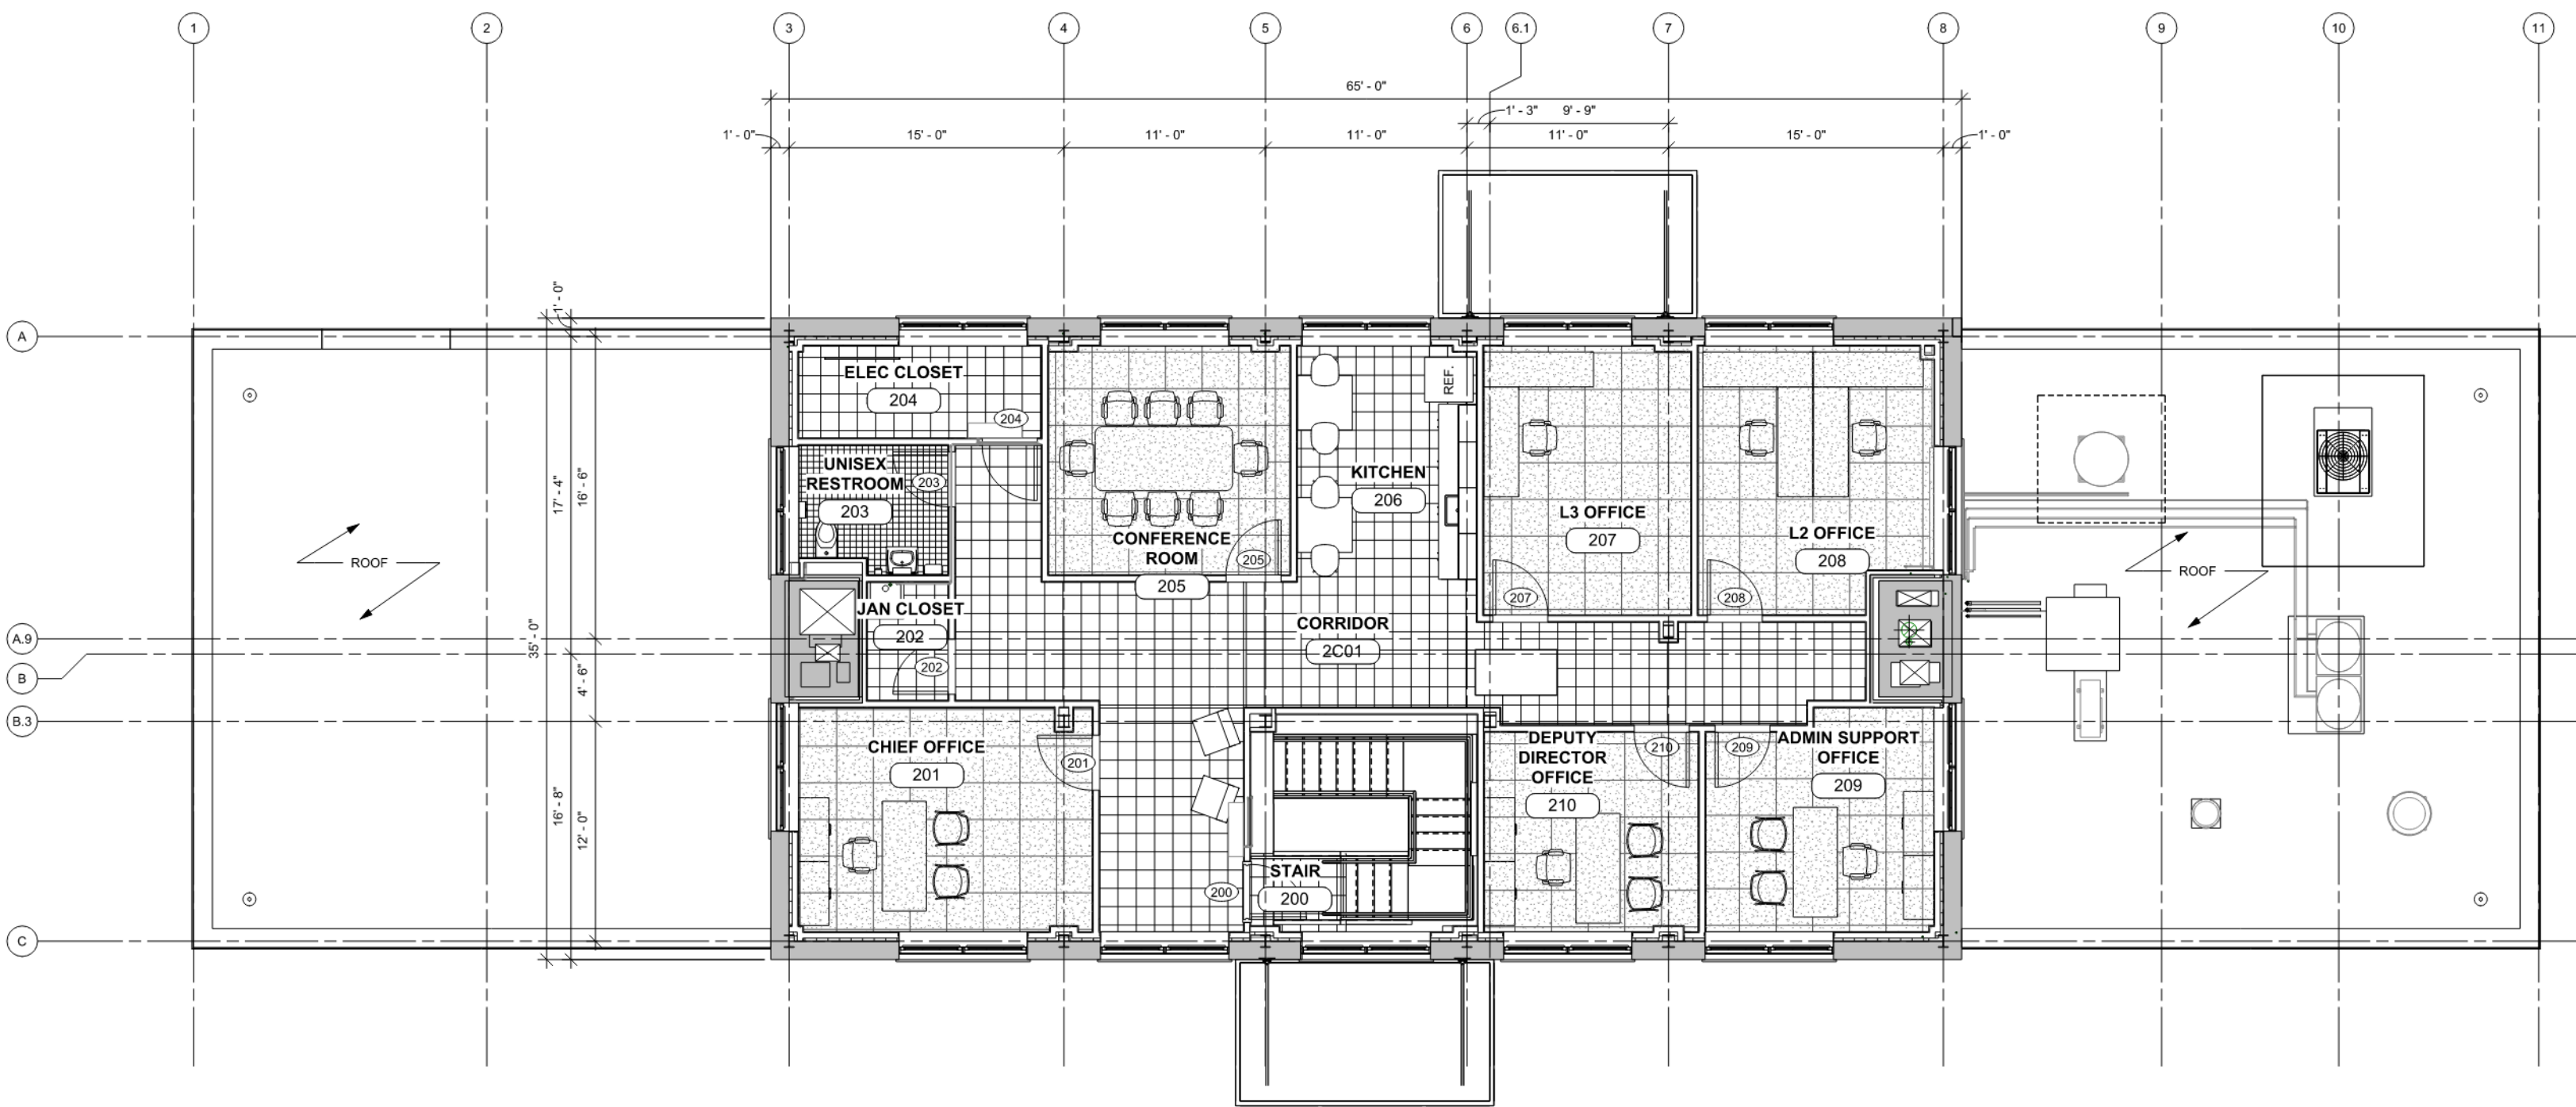 1
2
3
4
5
6
6.1
7
8
9
10
11
65' - 0"
1' - 3"
9' - 9"
1' - 0"
15' - 0"
11' - 0"
11' - 0"
11' - 0"
15' - 0"
1' - 0"
A
A.9
B
B.3
C
1' - 0"
17' - 4"
16' - 6"
35' - 0"
4' - 6"
16' - 8"
12' - 0"
ROOF
ELEC CLOSET
204
204
UNISEX
RESTROOM
203
203
JAN CLOSET
202
202
CONFERENCE
ROOM
205
205
KITCHEN
206
REF.
L3 OFFICE
207
207
L2 OFFICE
208
208
CORRIDOR
2C01
CHIEF OFFICE
201
201
STAIR
200
200
DEPUTY
DIRECTOR
OFFICE
210
210
ADMIN SUPPORT
OFFICE
209
209
ROOF